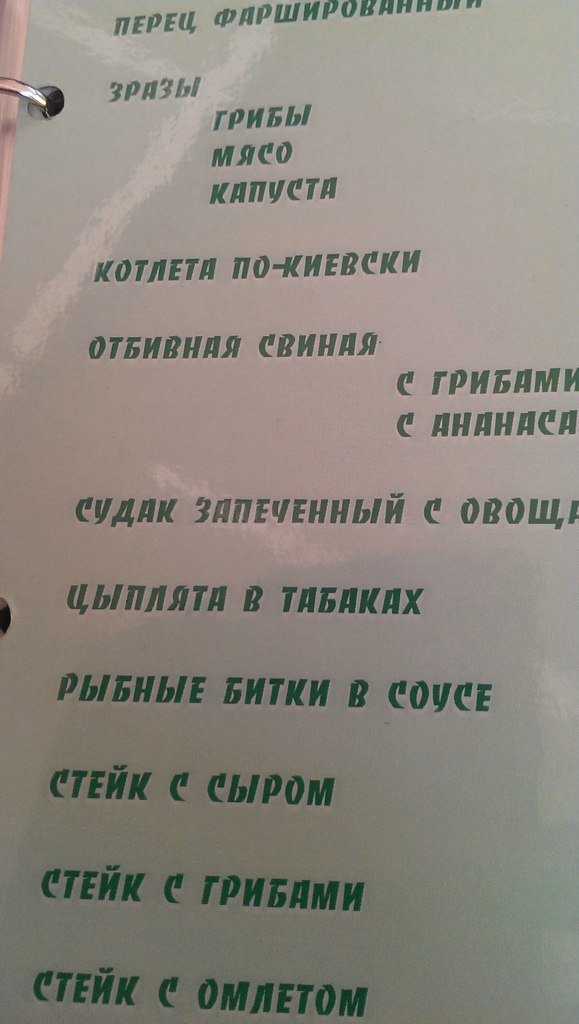 ПЕРЕЦ ФАРШИРОВАННЫЙ
ЗРАЗЫ
ГРИБЫ
МЯСО
КАПУСТА
КОТЛЕТА ПО-КИЕВСКИ
ОТБИВНАЯ СВИНАЯ
С ГРИБАМИ
С АНАНАСА
СУДАК ЗАПЕЧЕННЫЙ С ОВОЩА
ЦЫПЛЯТА В ТАБАКАХ
РЫБНЫЕ БИТКИ В СОУСЕ
СТЕЙК С СЫРОМ
СТЕЙК С ГРИБАМИ
СТЕЙК С ОМЛЕТОМ